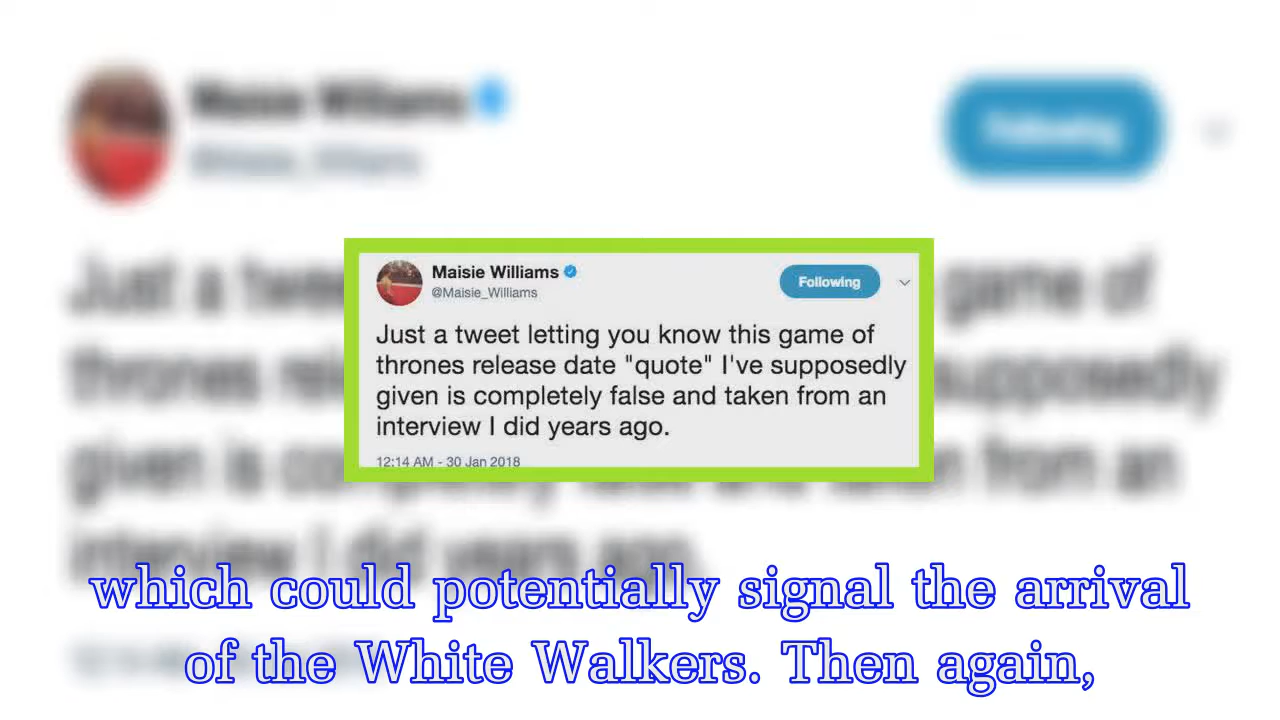 Maisie Williams
@Maisie_Williams
Following
Just a tweet letting you know this game of
thrones release date "quote" I've supposedly
given is completely false and taken from an
interview I did years ago.
12:14 AM - 30 Jan 2018
which could potentially signal the arrival
of the White Walkers. Then again,